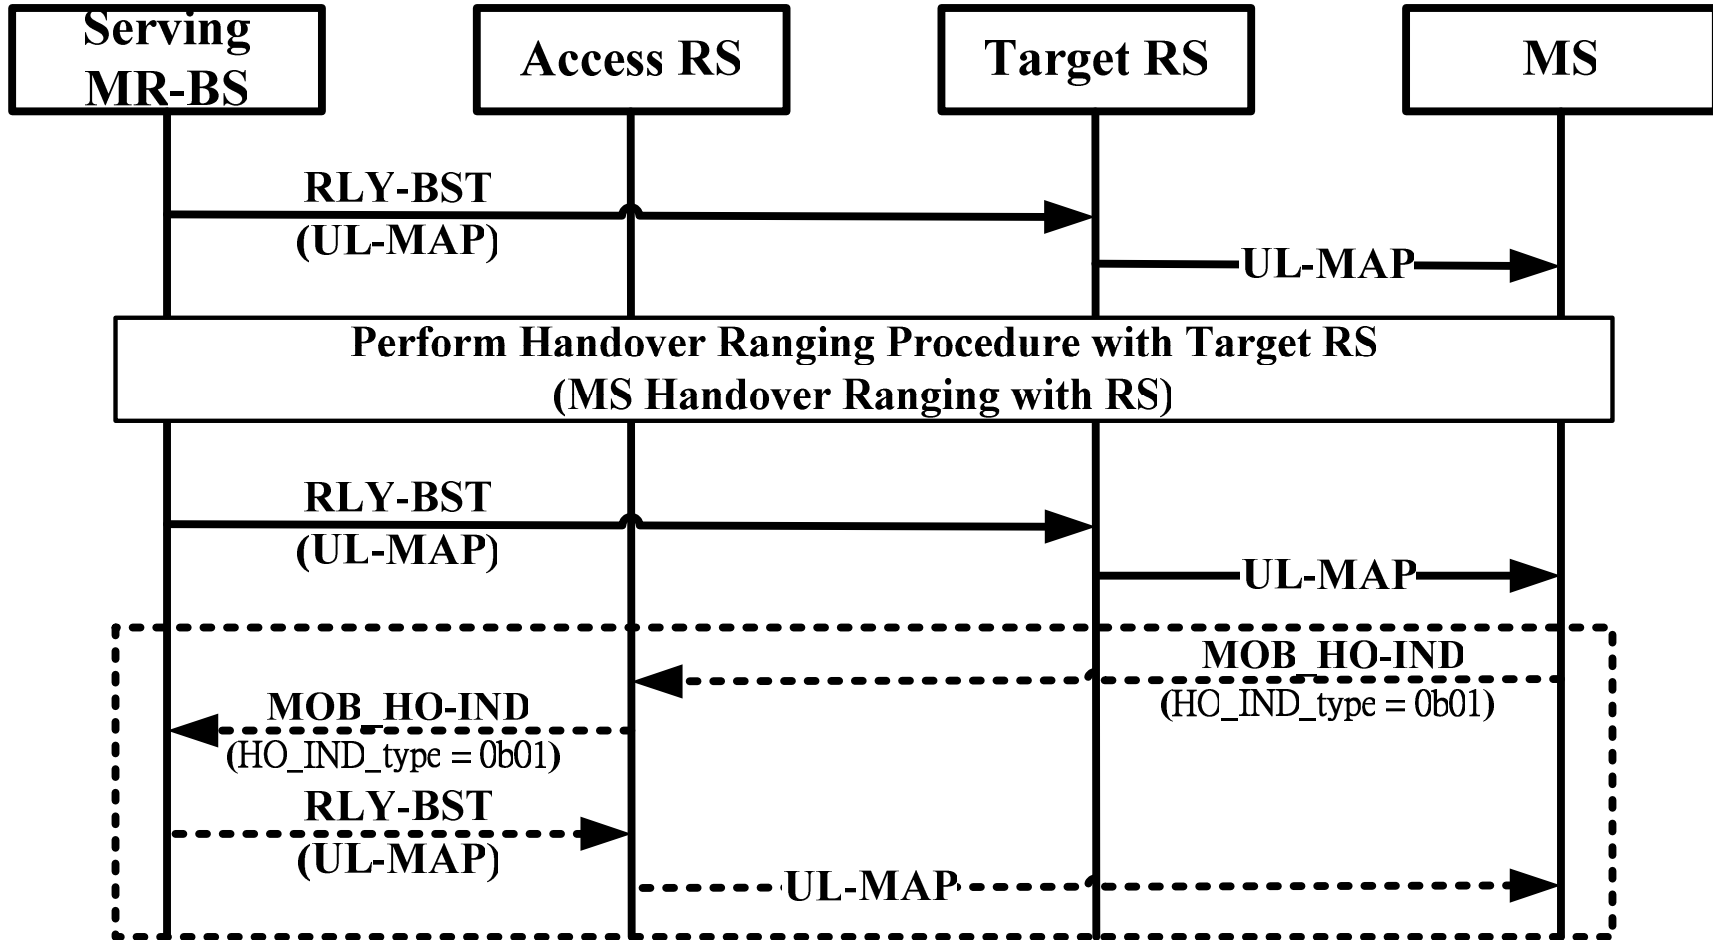 Serving
MR-BS
Access RS
Target RS
MS
RLY-BST
(UL-MAP)
UL-MAP
Perform Handover Ranging Procedure with Target RS
(MS Handover Ranging with RS)
RLY-BST
(UL-MAP)
UL-MAP
MOB_HO-IND
(HO_IND_type = 0b01)
MOB_HO-IND
(HO_IND_type = 0b01)
RLY-BST
(UL-MAP)
UL-MAP